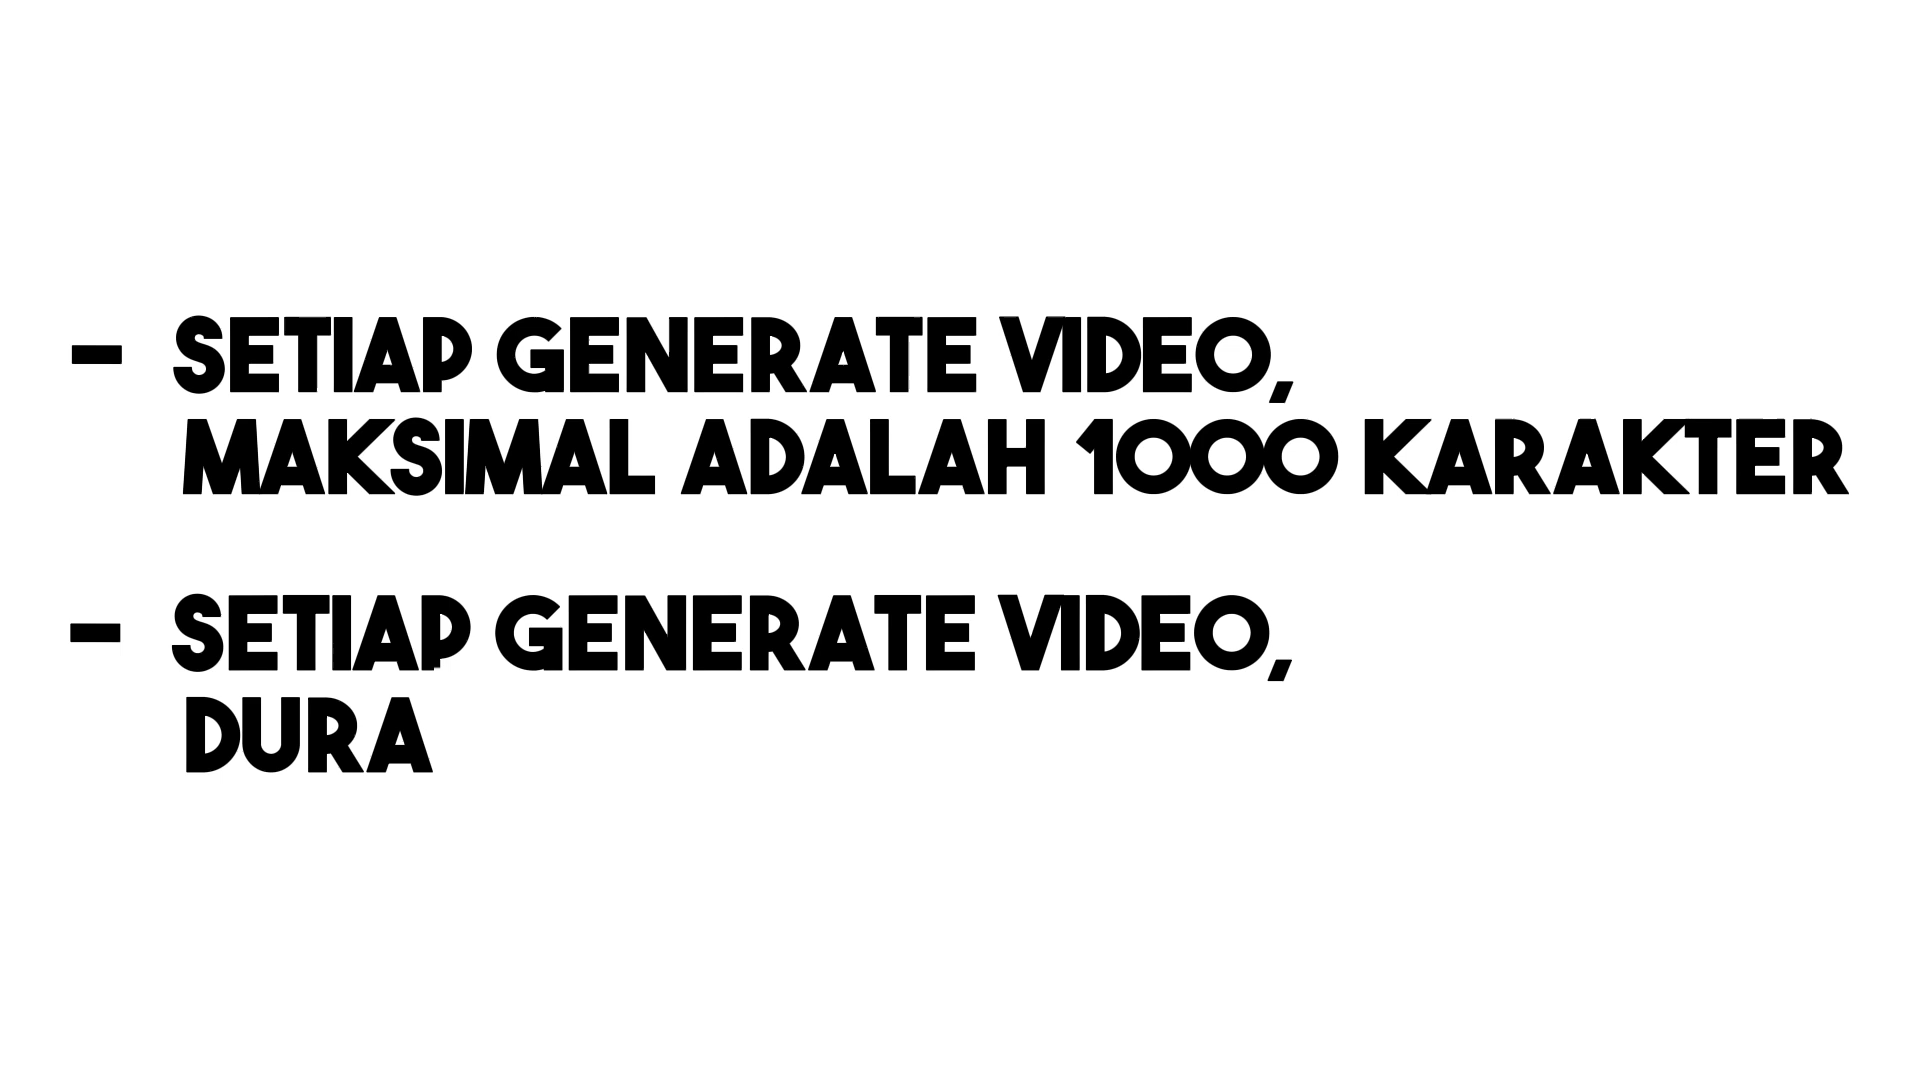 - SETIAP GENERATE VIDEO,
MAKSIMAL ADALAH 1000 KARAKTER
- SETIAP GENERATE VIDEO,
DURA